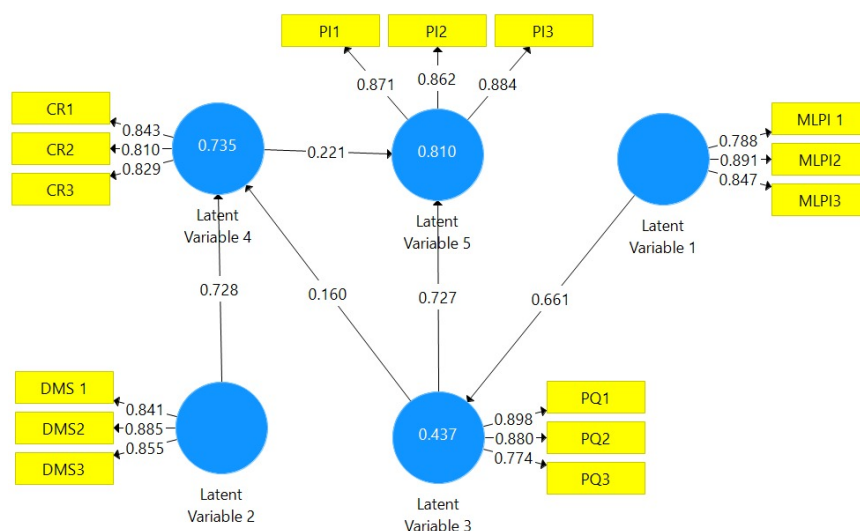 PI1
PI2
PI3
0.871
0.862
0.884
CR1
CR2
CR3
0.843
0.810
0.829
0.735
0.221
0.810
0.788
0.891
0.847
MLPI 1
MLPI2
MLPI3
Latent
Variable 4
Latent
Variable 5
Latent
Variable 1
0.728
0.160
0.727
0.661
DMS 1
DMS2
DMS3
0.841
0.885
0.855
0.437
0.898
0.880
0.774
PQ1
PQ2
PQ3
Latent
Variable 2
Latent
Variable 3